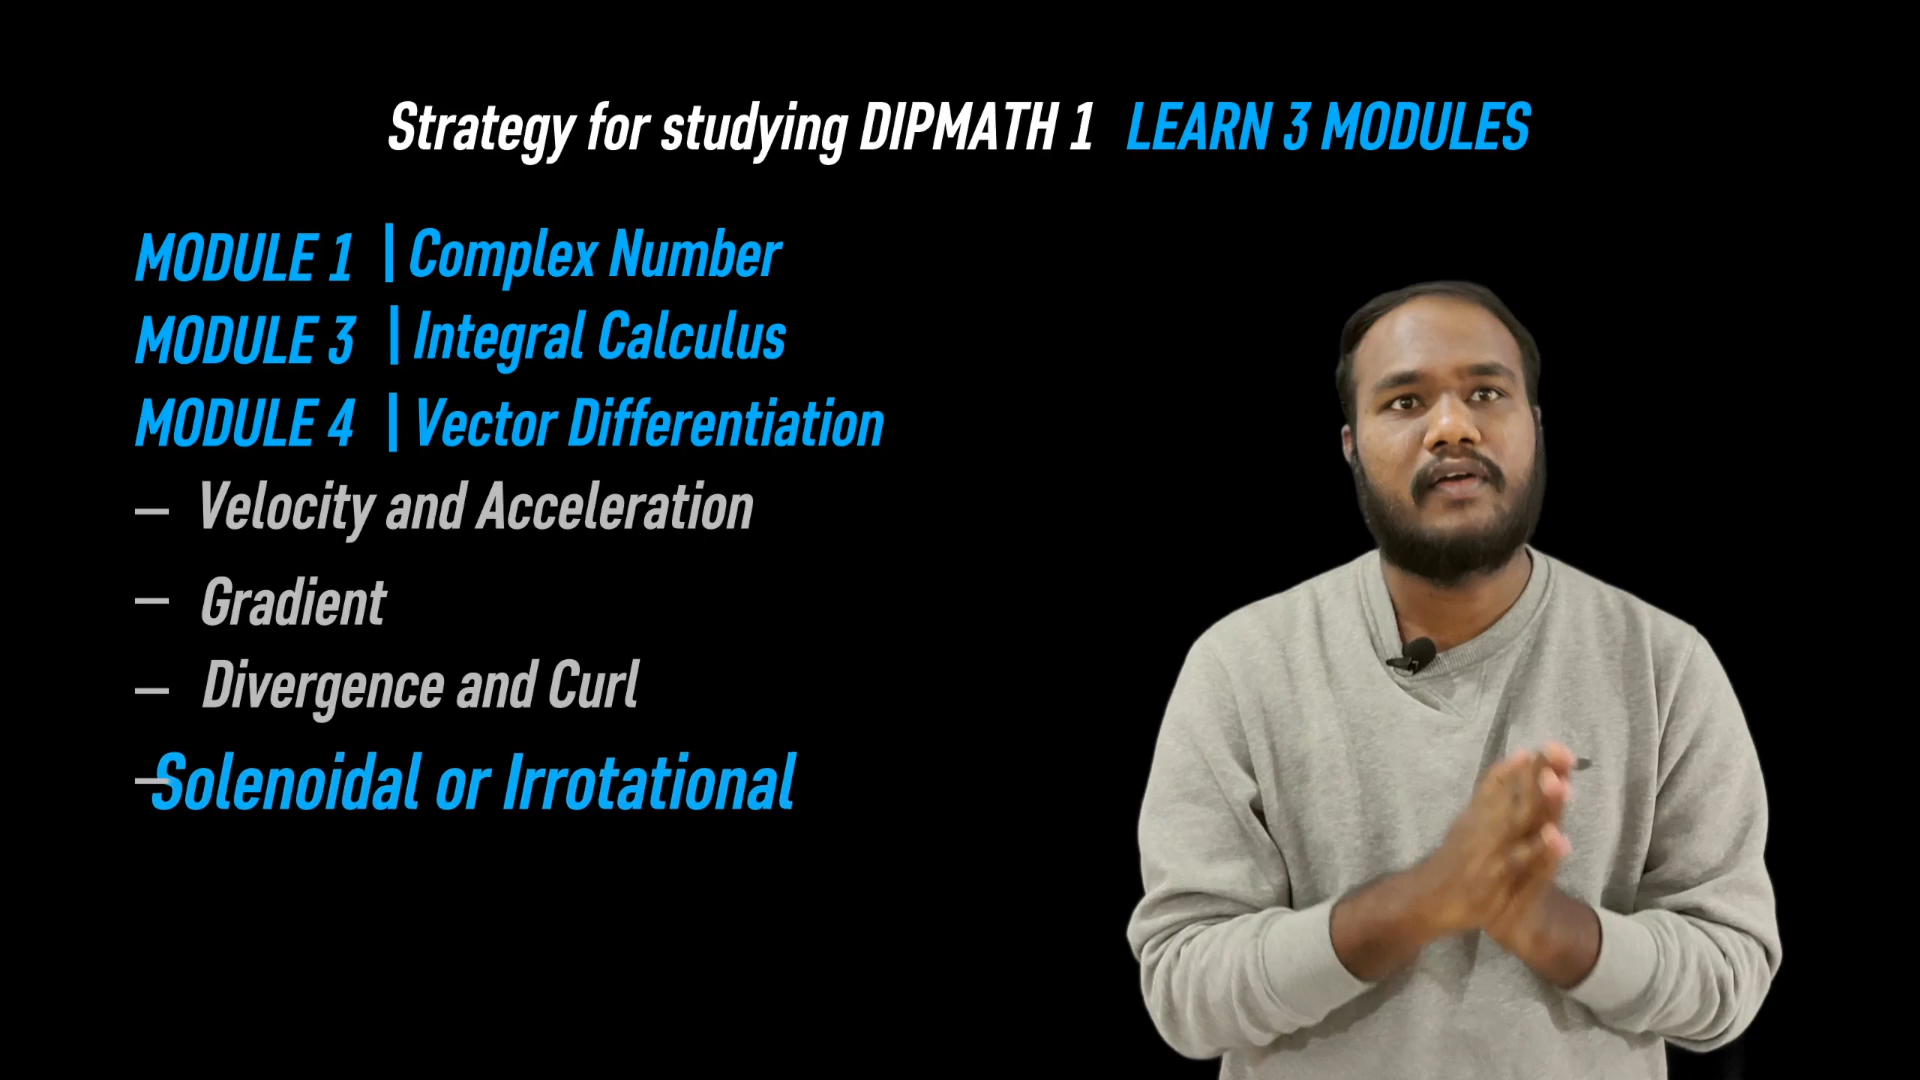 Strategy for studying DIPMATH 1 LEARN 3 MODULES
MODULE 1 | Complex Number
MODULE 3 | Integral Calculus
MODULE 4 | Vector Differentiation
– Velocity and Acceleration
– Gradient
– Divergence and Curl
– Solenoidal or Irrotational